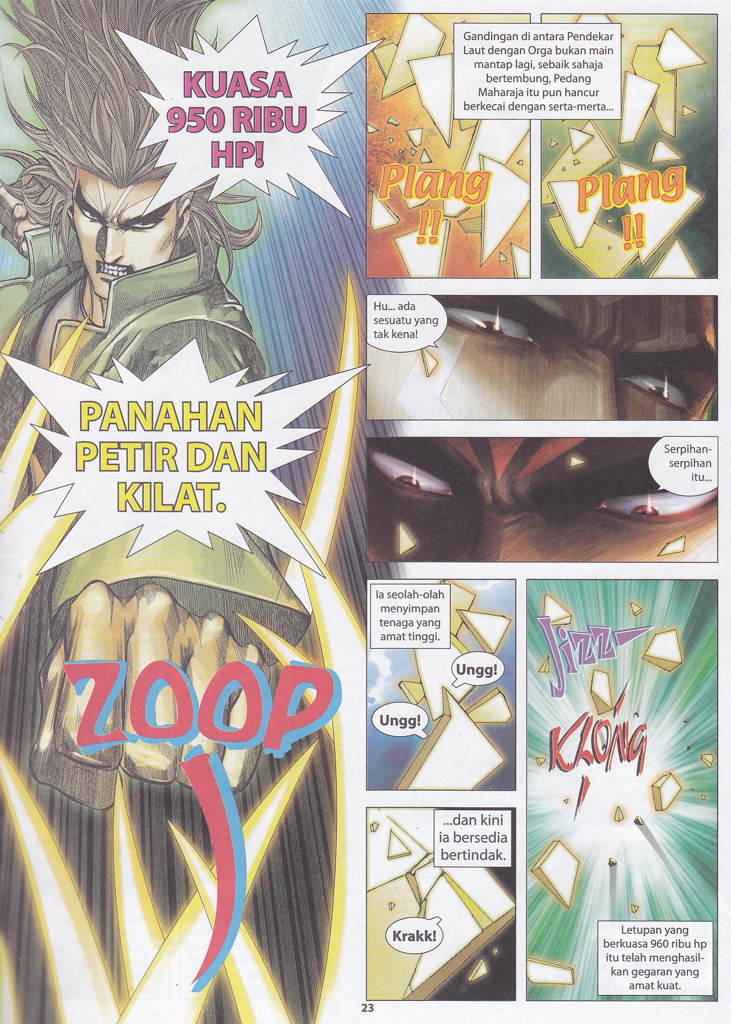 KUASA
950 RIBU
HP!
PANAHAN
PETIR DAN
KILAT.
ZOOP
!
Gandingan di antara Pendekar
Laut dengan Orga bukan main
mantap lagi, sebaik sahaja
bertembung, Pedang
Maharaja itu pun hancur
berkecai dengan serta-merta...
Plang
!!
Plang
!!
Hu... ada
sesuatu yang
tak kena!
Serpihan-
serpihan
itu...
Ia seolah-olah
menyimpan
tenaga yang
amat tinggi.
Ungg!
Ungg!
...dan kini
ia bersedia
bertindak.
Krakk!
Jizz
KLONG
!
Letupan yang
berkuasa 960 ribu hp
itu telah menghasil-
kan gegaran yang
amat kuat.
23